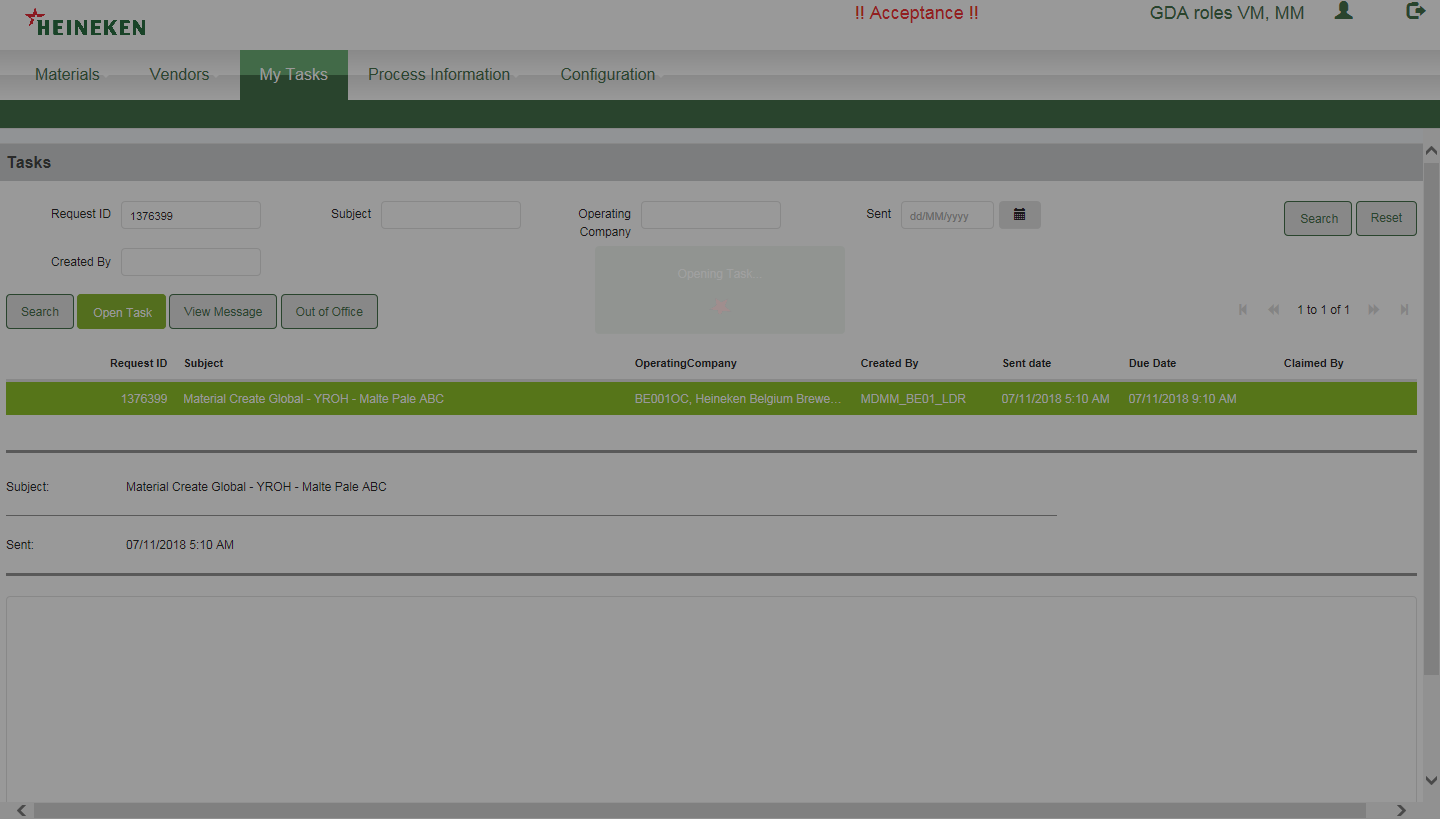 HEINEKEN
!! Acceptance !!
GDA roles VM, MM
Materials
Vendors
My Tasks
Process Information
Configuration
Tasks
Request ID 1376399
Subject
Operating Company
Sent dd/MM/yyyy
Search Reset
Created By
Opening Task..
Search Open Task View Message Out of Office
1 to 1 of 1
Request ID Subject OperatingCompany Created By Sent date Due Date Claimed By
1376399 Material Create Global - YROH - Malte Pale ABC BE001OC, Heineken Belgium Brewe... MDMM_BE01_LDR 07/11/2018 5:10 AM 07/11/2018 9:10 AM
Subject: Material Create Global - YROH - Malte Pale ABC
Sent: 07/11/2018 5:10 AM